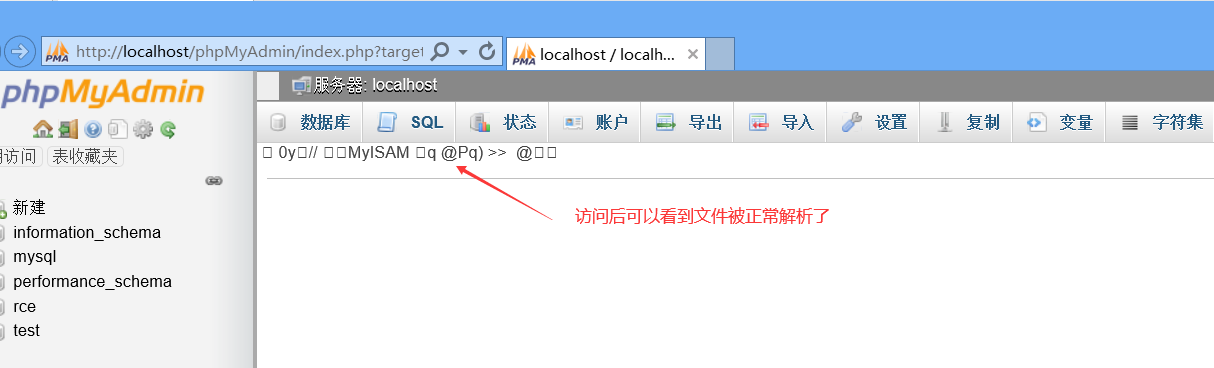 http://localhost/phpMyAdmin/index.php?target
PMA localhost / localh...
phpMyAdmin
服务器: localhost
数据库 SQL 状态 账户 导出 导入 设置 复制 变量 字符集
0y // MyISAM q @Pq) >> @
访问后可以看到文件被正常解析了
访问 表收藏夹
新建
information_schema
mysql
performance_schema
rce
test